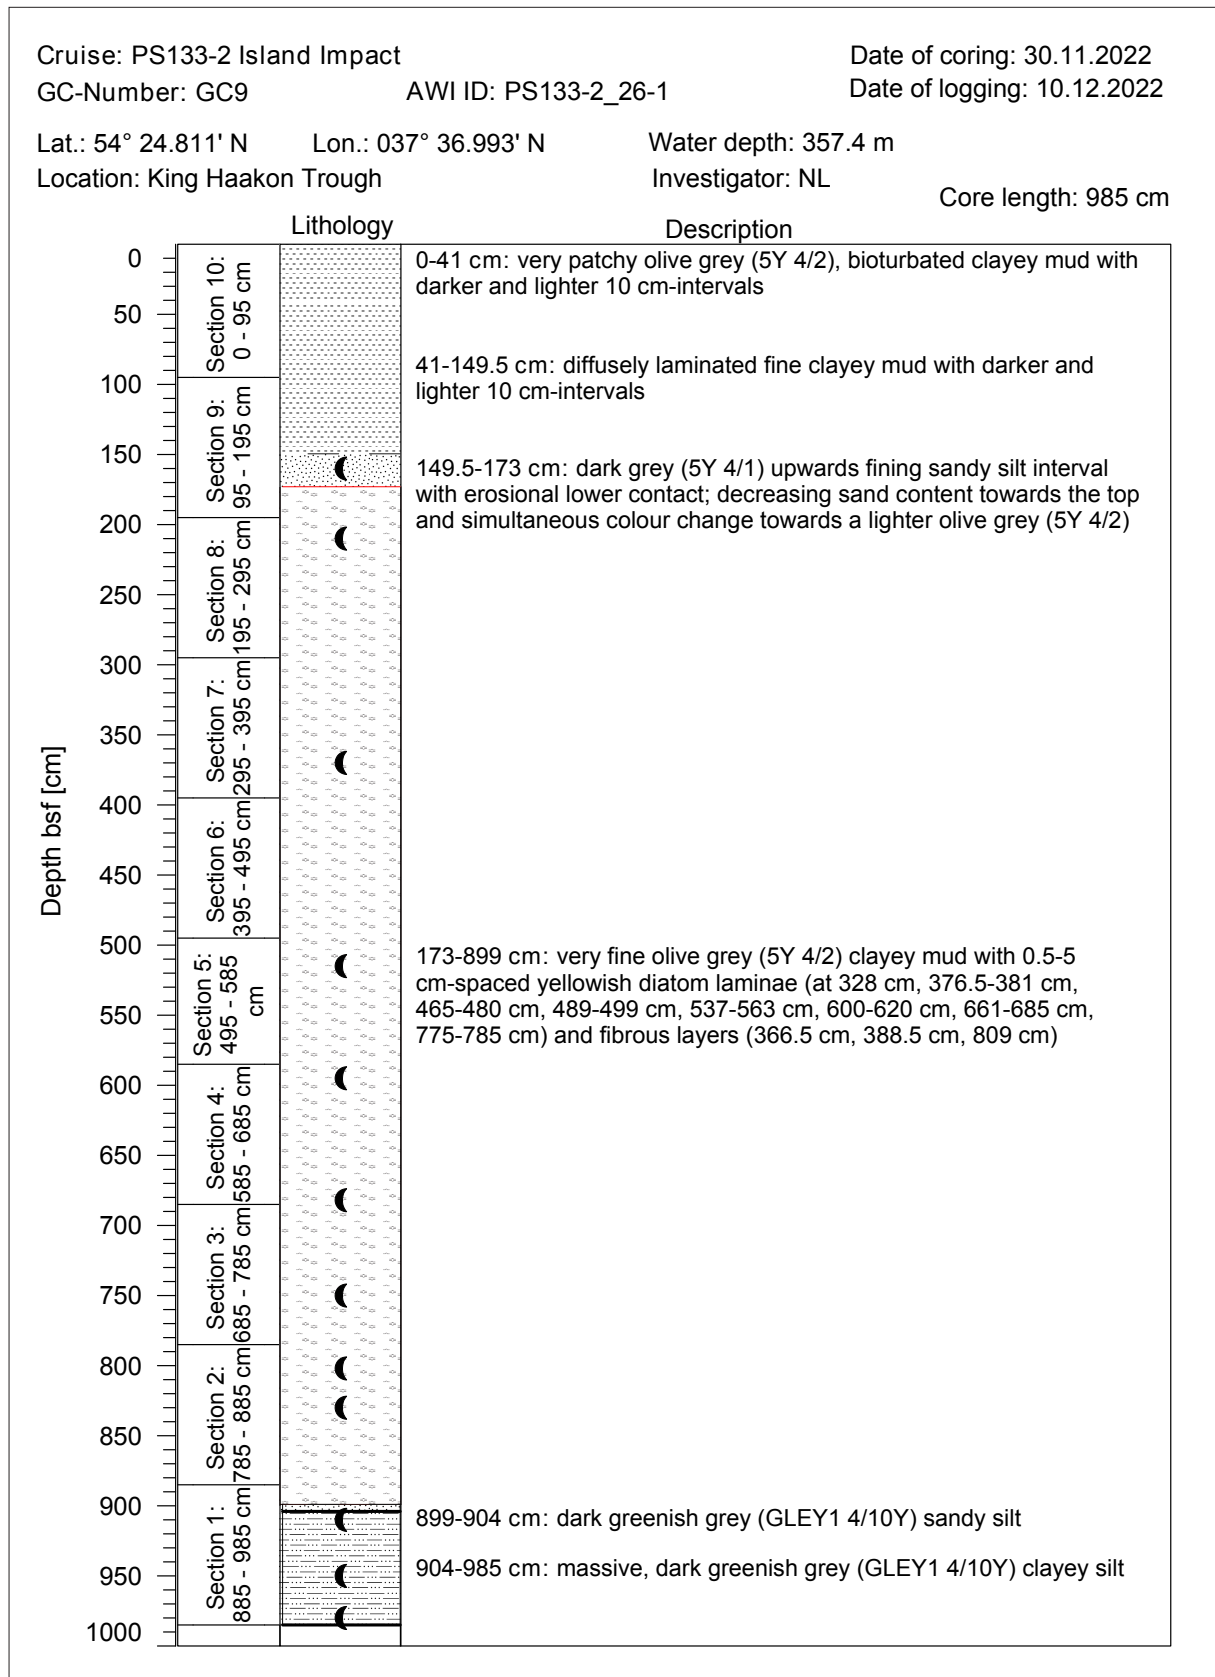 Cruise: PS133-2 Island Impact
Date of coring: 30.11.2022
GC-Number: GC9
AWI ID: PS133-2_26-1
Date of logging: 10.12.2022
Lat.: 54° 24.811' N
Lon.: 037° 36.993' N
Water depth: 357.4 m
Location: King Haakon Trough
Investigator: NL
Core length: 985 cm
Lithology
Description
Depth bsf [cm]
0
50
100
150
200
250
300
350
400
450
500
550
600
650
700
750
800
850
900
950
1000
Section 10:
0 - 95 cm
Section 9:
95 - 195 cm
Section 8:
195 - 295 cm
Section 7:
295 - 395 cm
Section 6:
395 - 495 cm
Section 5:
495 - 585
cm
Section 4:
585 - 685 cm
Section 3:
685 - 785 cm
Section 2:
785 - 885 cm
Section 1:
885 - 985 cm
0-41 cm: very patchy olive grey (5Y 4/2), bioturbated clayey mud with
darker and lighter 10 cm-intervals
41-149.5 cm: diffusely laminated fine clayey mud with darker and
lighter 10 cm-intervals
149.5-173 cm: dark grey (5Y 4/1) upwards fining sandy silt interval
with erosional lower contact; decreasing sand content towards the top
and simultaneous colour change towards a lighter olive grey (5Y 4/2)
173-899 cm: very fine olive grey (5Y 4/2) clayey mud with 0.5-5
cm-spaced yellowish diatom laminae (at 328 cm, 376.5-381 cm,
465-480 cm, 489-499 cm, 537-563 cm, 600-620 cm, 661-685 cm,
775-785 cm) and fibrous layers (366.5 cm, 388.5 cm, 809 cm)
899-904 cm: dark greenish grey (GLEY1 4/10Y) sandy silt
904-985 cm: massive, dark greenish grey (GLEY1 4/10Y) clayey silt